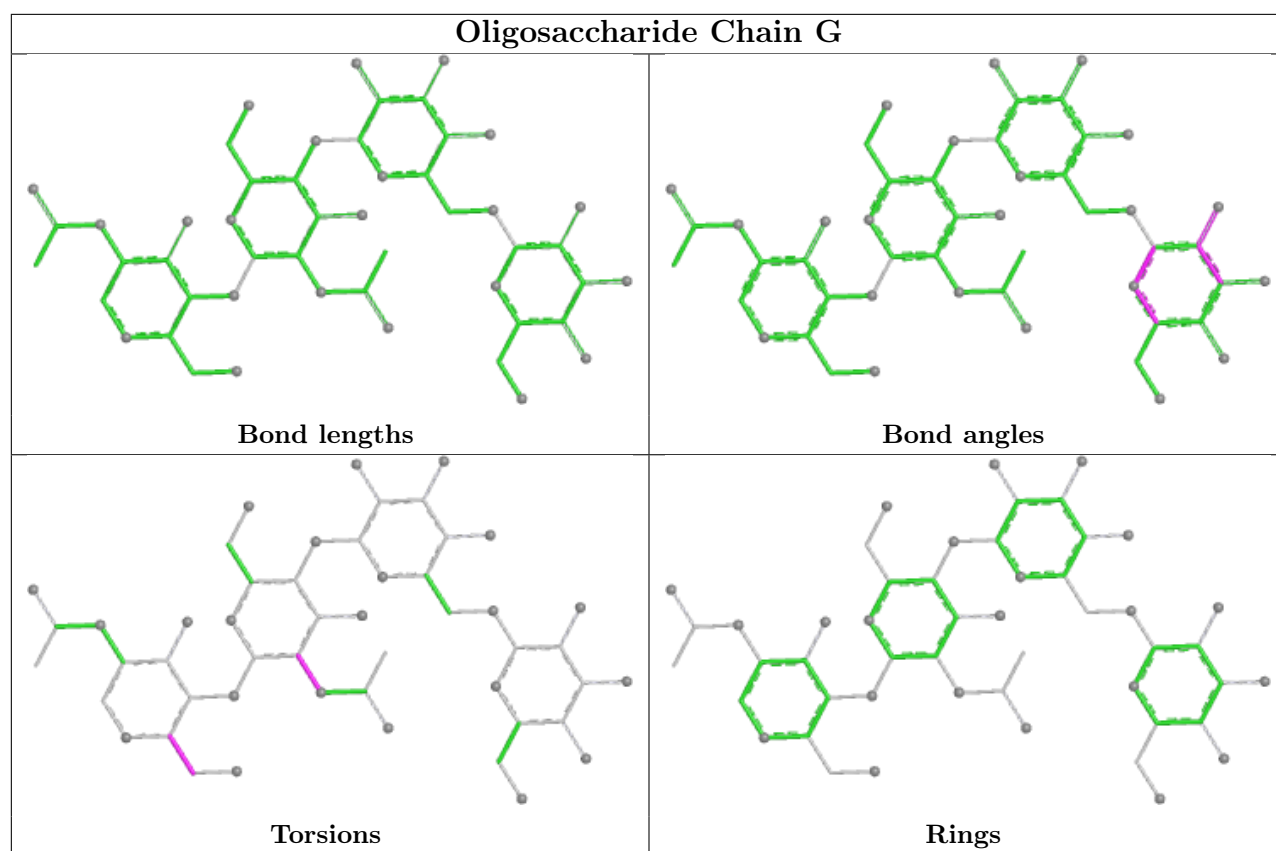 Oligosaccharide Chain G
Bond lengths
Bond angles
Torsions
Rings